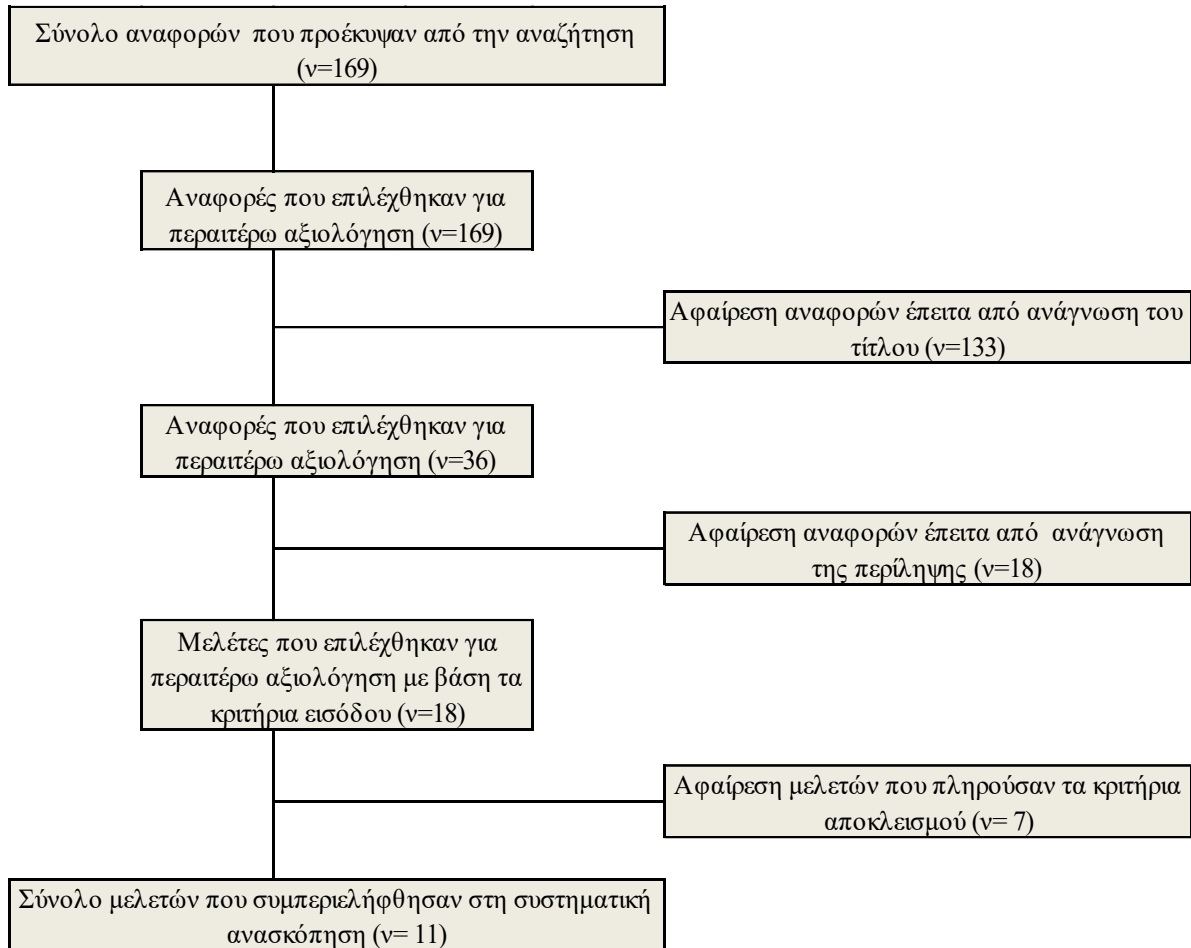 Σύνολο αναφορών που προέκυψαν από την αναζήτηση
(ν=169)
Αναφορές που επιλέχθηκαν για
περαιτέρω αξιολόγηση (ν=169)
Αφαίρεση αναφορών έπειτα από ανάγνωση του
τίτλου (ν=133)
Αναφορές που επιλέχθηκαν για
περαιτέρω αξιολόγηση (ν=36)
Αφαίρεση αναφορών έπειτα από ανάγνωση
της περίληψης (ν=18)
Μελέτες που επιλέχθηκαν για
περαιτέρω αξιολόγηση με βάση τα
κριτήρια εισόδου (ν=18)
Αφαίρεση μελετών που πληρούσαν τα κριτήρια
αποκλεισμού (ν= 7)
Σύνολο μελετών που συμπεριελήφθησαν στη συστηματική
ανασκόπηση (ν= 11)